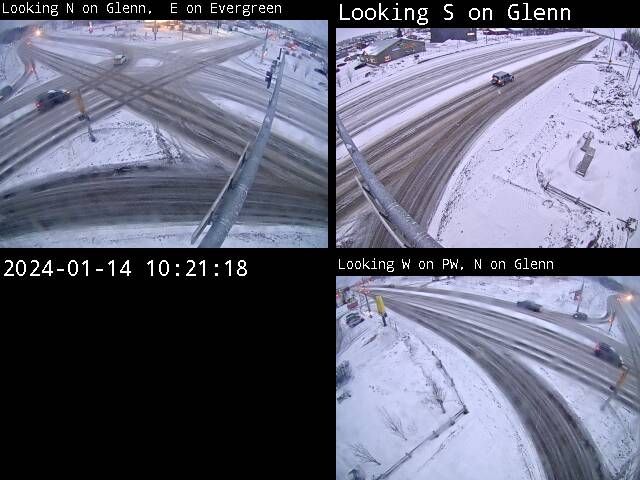 Looking N on Glenn,  E on Evergreen
Looking S on Glenn
2024-01-14 10:21:18
Looking W on PW, N on Glenn